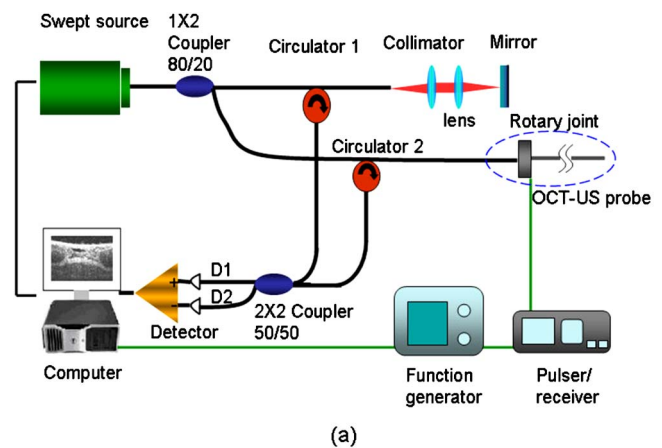 Swept source
1X2
Coupler
80/20
Circulator 1
Collimator
Mirror
lens
Rotary joint
Circulator 2
OCT-US probe
D1
+
D2
-
2X2 Coupler
50/50
Detector
Computer
Function
generator
Pulser/
receiver
(a)